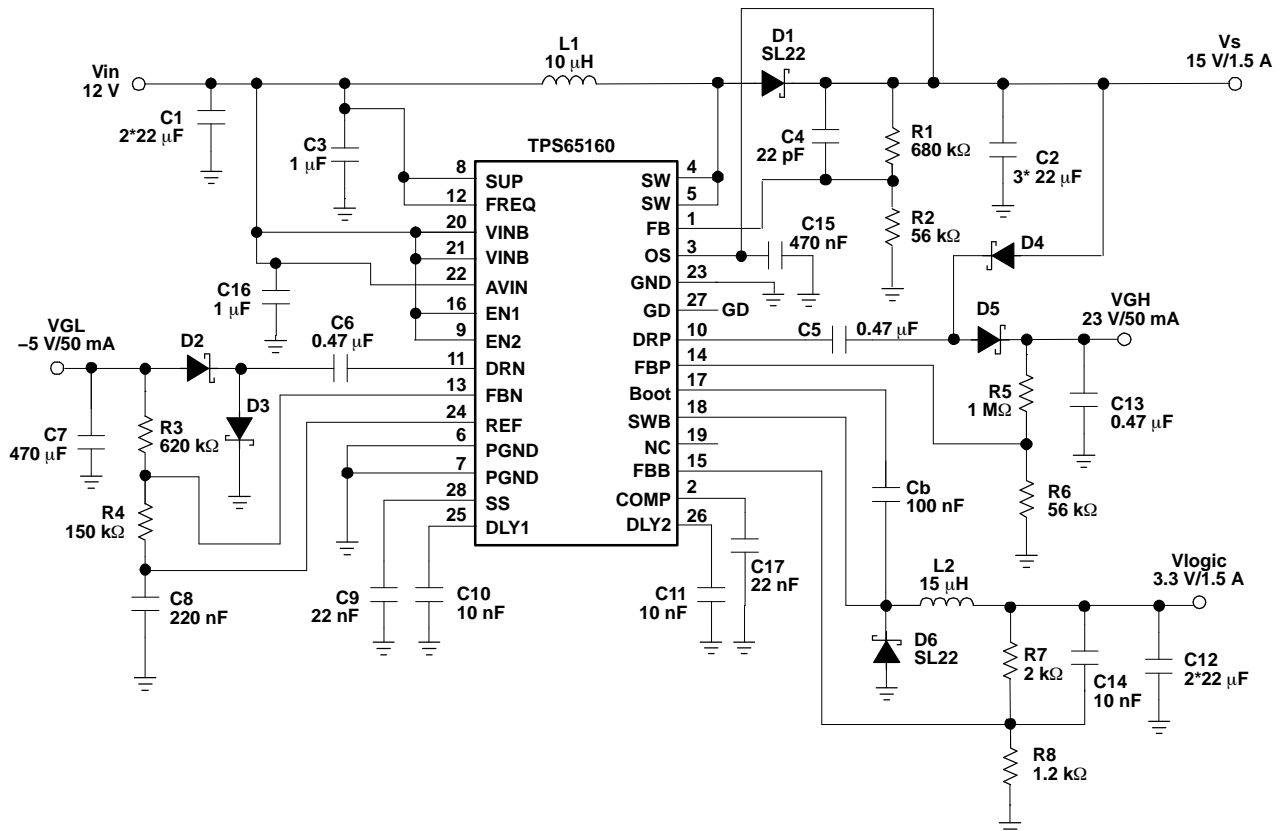 L1
10 μH
D1
SL22
Vs
15 V/1.5 A
Vin
12 V
C1
2*22 μF
C3
1 μF
C4
22 pF
R1
680 kΩ
C2
3* 22 μF
TPS65160
8
SUP
12
FREQ
20
VINB
21
VINB
22
AVIN
16
EN1
9
EN2
11
DRN
13
FBN
24
REF
6
PGND
7
PGND
28
SS
25
DLY1
4
SW
5
SW
1
FB
3
OS
23
GND
27
GD
GD
10
DRP
14
FBP
17
Boot
18
SWB
19
NC
15
FBB
2
COMP
26
DLY2
C15
470 nF
R2
56 kΩ
D4
C16
1 μF
VGL
–5 V/50 mA
D2
C6
0.47 μF
C5
0.47 μF
D5
VGH
23 V/50 mA
D3
R3
620 kΩ
C7
470 μF
R5
1 MΩ
C13
0.47 μF
R4
150 kΩ
Cb
100 nF
R6
56 kΩ
C8
220 nF
C9
22 nF
C10
10 nF
C11
10 nF
C17
22 nF
L2
15 μH
Vlogic
3.3 V/1.5 A
D6
SL22
R7
2 kΩ
C14
10 nF
C12
2*22 μF
R8
1.2 kΩ